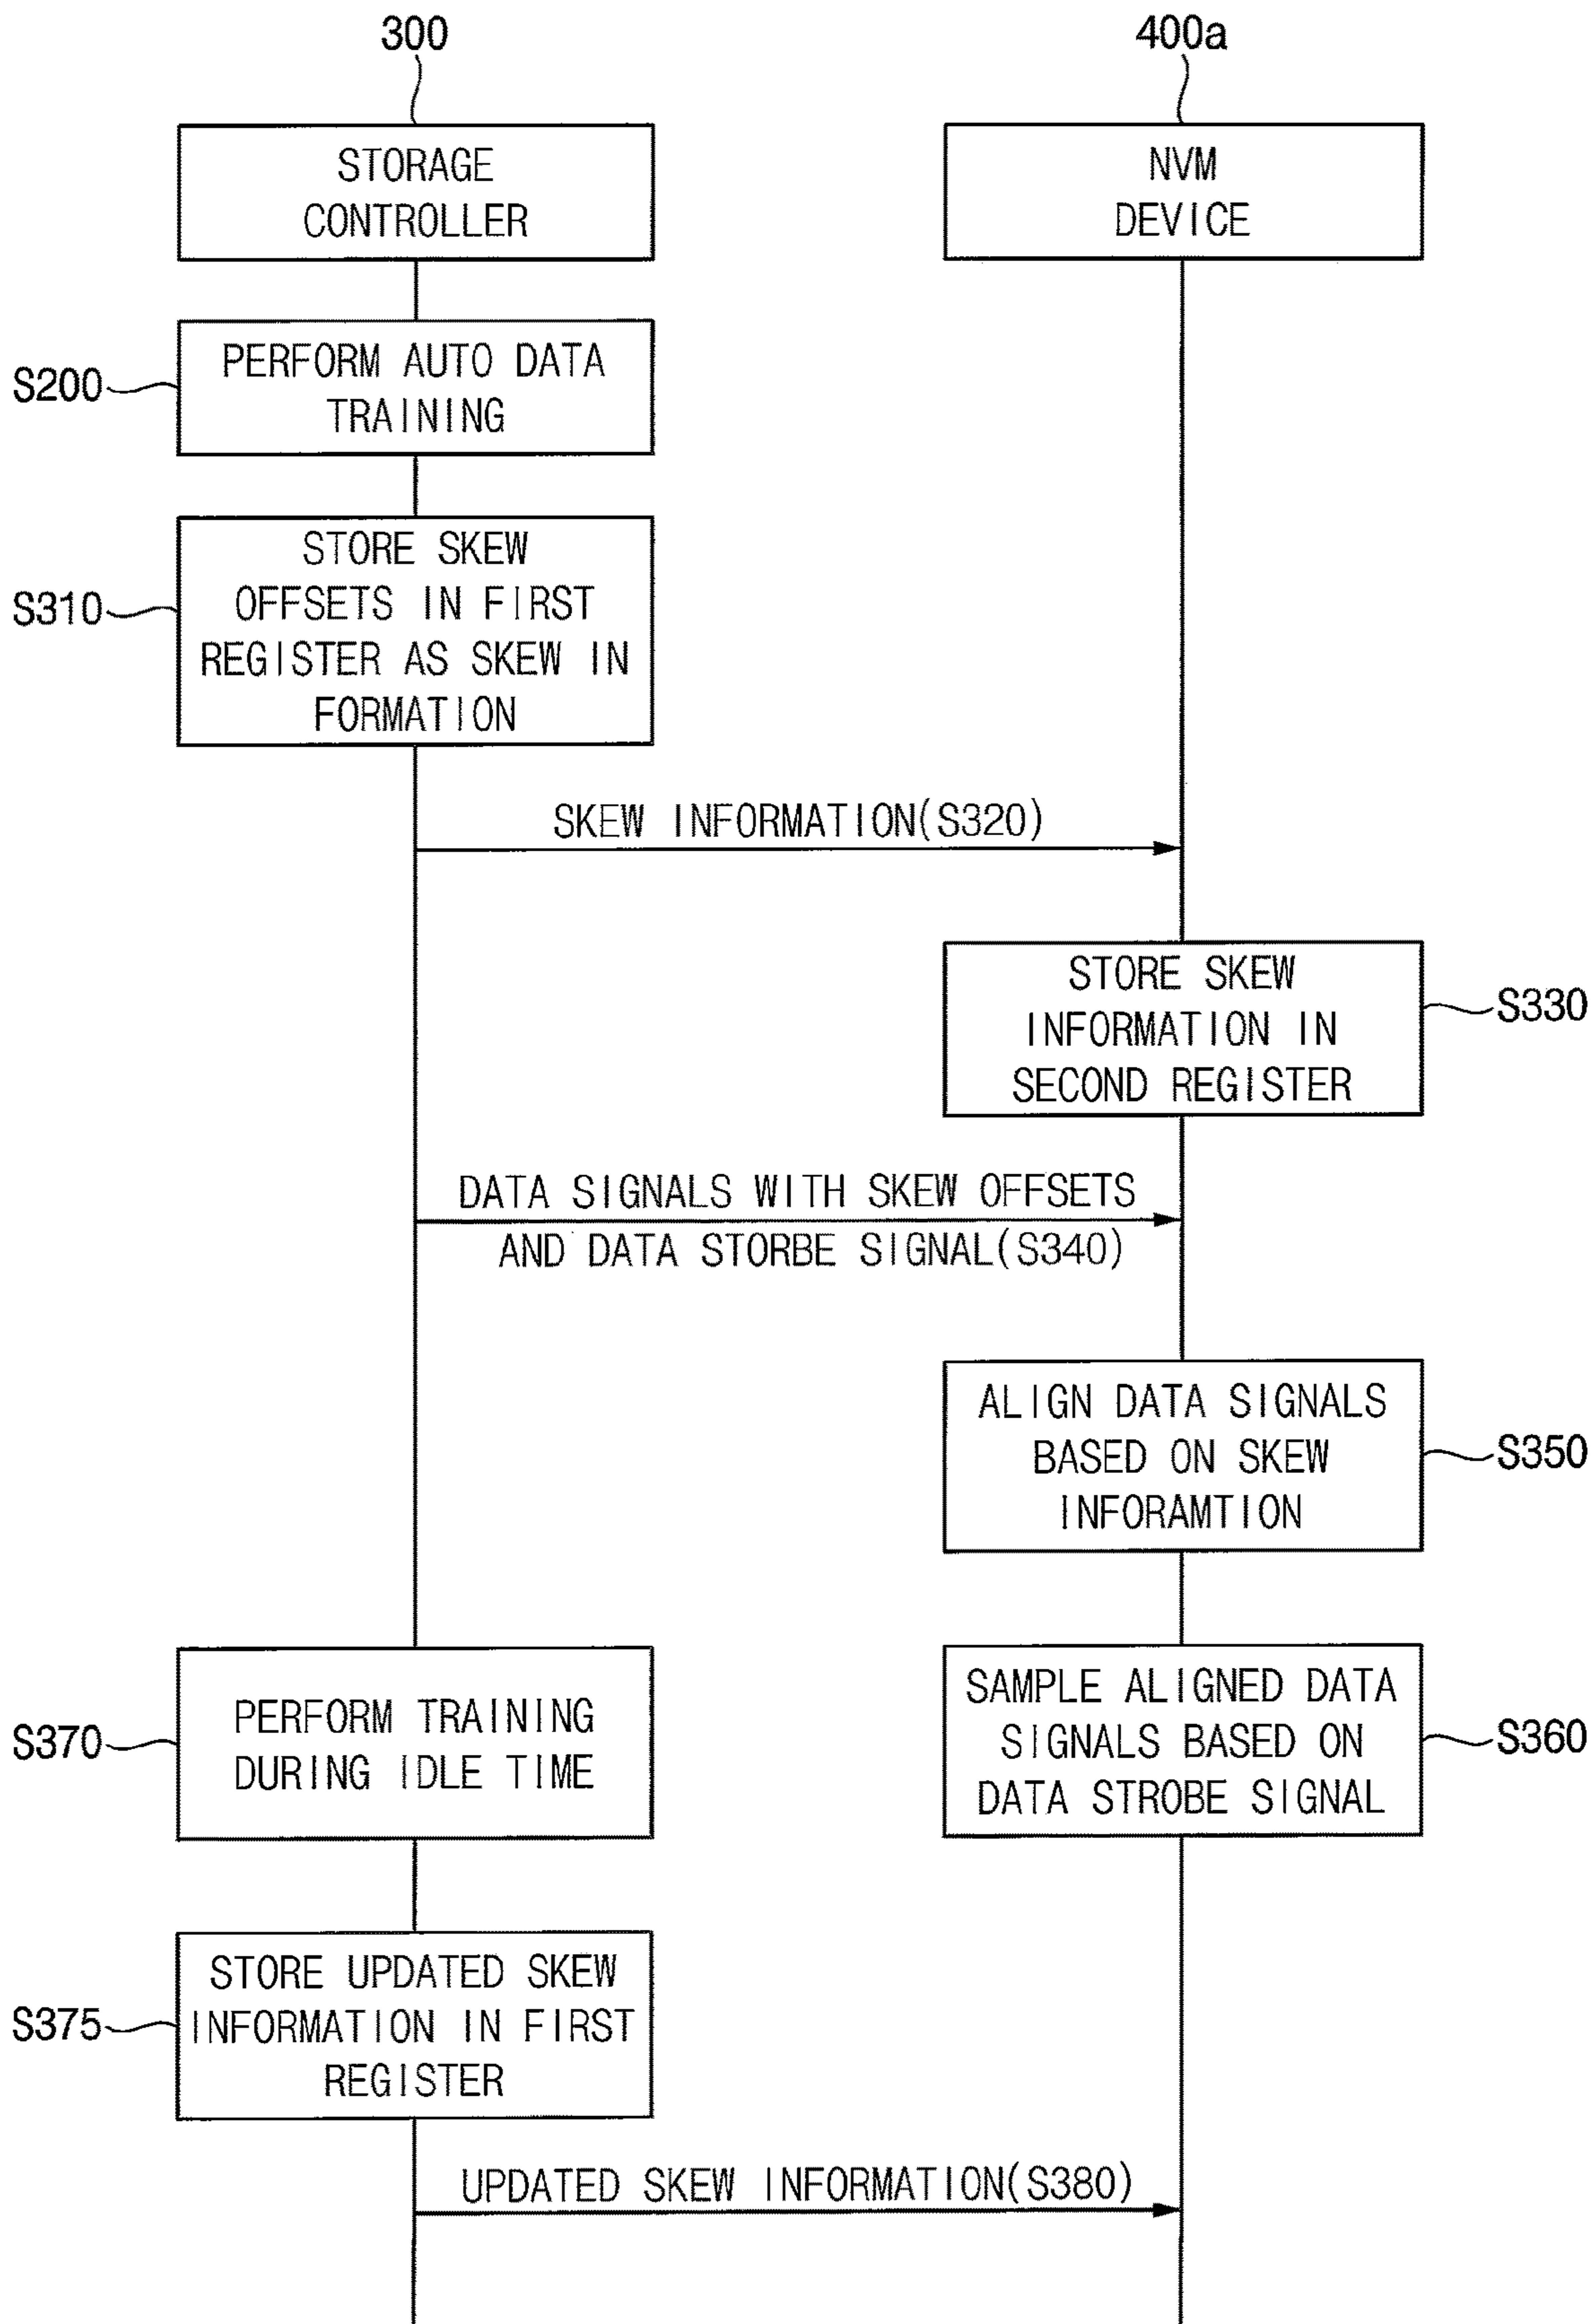 300
400a
STORAGE
CONTROLLER
NVM
DEVICE
S200
PERFORM AUTO DATA
TRAINING
S310
STORE SKEW
OFFSETS IN FIRST
REGISTER AS SKEW IN
FORMATION
SKEW INFORMATION(S320)
STORE SKEW
INFORMATION IN
SECOND REGISTER
S330
DATA SIGNALS WITH SKEW OFFSETS
AND DATA STORBE SIGNAL(S340)
ALIGN DATA SIGNALS
BASED ON SKEW
INFORAMTION
S350
S370
PERFORM TRAINING
DURING IDLE TIME
SAMPLE ALIGNED DATA
SIGNALS BASED ON
DATA STROBE SIGNAL
S360
S375
STORE UPDATED SKEW
INFORMATION IN FIRST
REGISTER
UPDATED SKEW INFORMATION(S380)